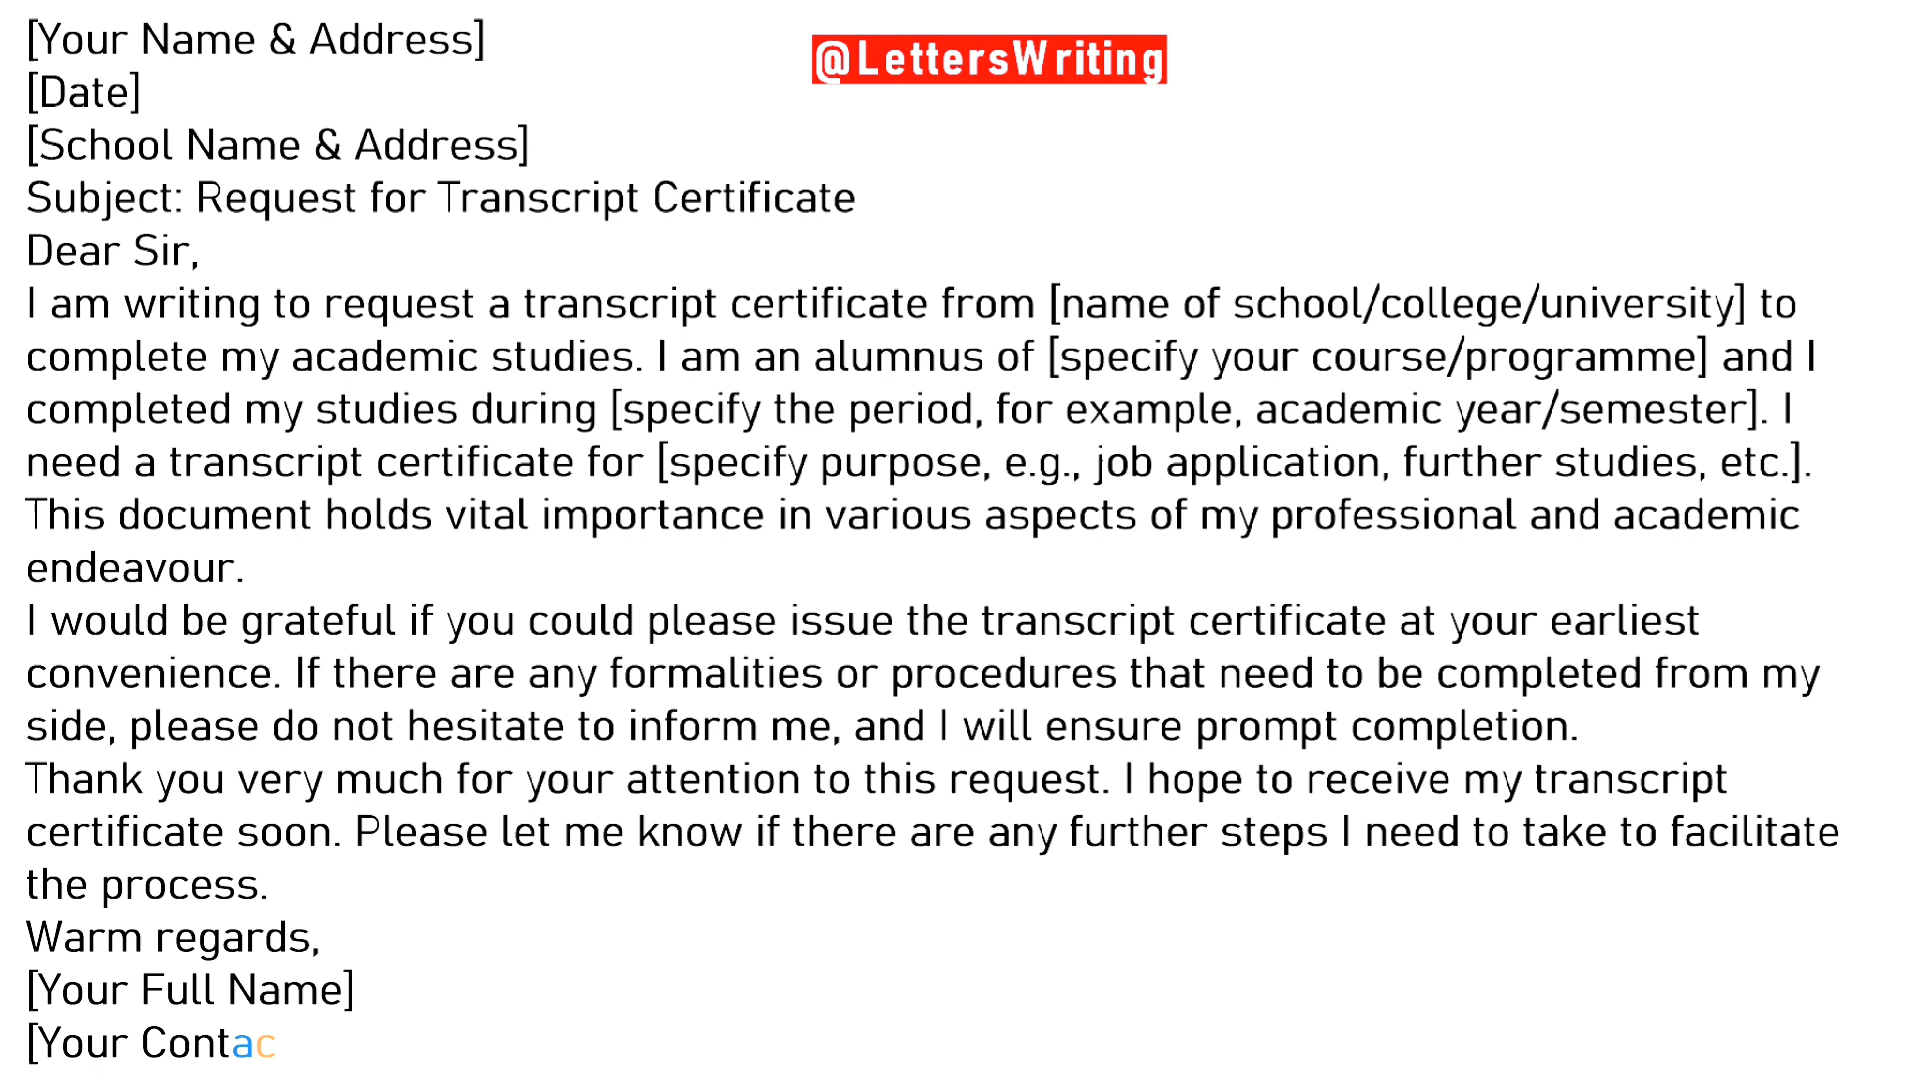 [Your Name & Address]
@LettersWriting
[Date]
[School Name & Address]
Subject: Request for Transcript Certificate
Dear Sir,
I am writing to request a transcript certificate from [name of school/college/university] to
complete my academic studies. I am an alumnus of [specify your course/programme] and I
completed my studies during [specify the period, for example, academic year/semester]. I
need a transcript certificate for [specify purpose, e.g., job application, further studies, etc.].
This document holds vital importance in various aspects of my professional and academic
endeavour.
I would be grateful if you could please issue the transcript certificate at your earliest
convenience. If there are any formalities or procedures that need to be completed from my
side, please do not hesitate to inform me, and I will ensure prompt completion.
Thank you very much for your attention to this request. I hope to receive my transcript
certificate soon. Please let me know if there are any further steps I need to take to facilitate
the process.
Warm regards,
[Your Full Name]
[Your Contac